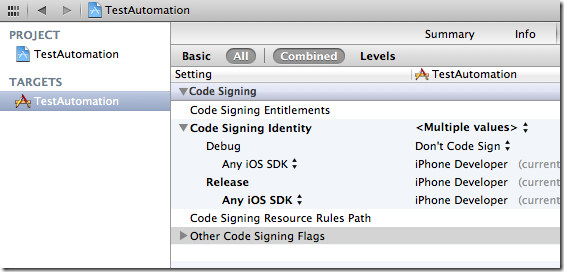 TestAutomation
PROJECT
TestAutomation
TARGETS
TestAutomation
Summary Info
Basic All Combined Levels
Setting TestAutomation
Code Signing
Code Signing Entitlements
Code Signing Identity <Multiple values>
Debug Don't Code Sign
Any iOS SDK iPhone Developer (current
Release iPhone Developer (current
Any iOS SDK iPhone Developer (current
Code Signing Resource Rules Path
Other Code Signing Flags